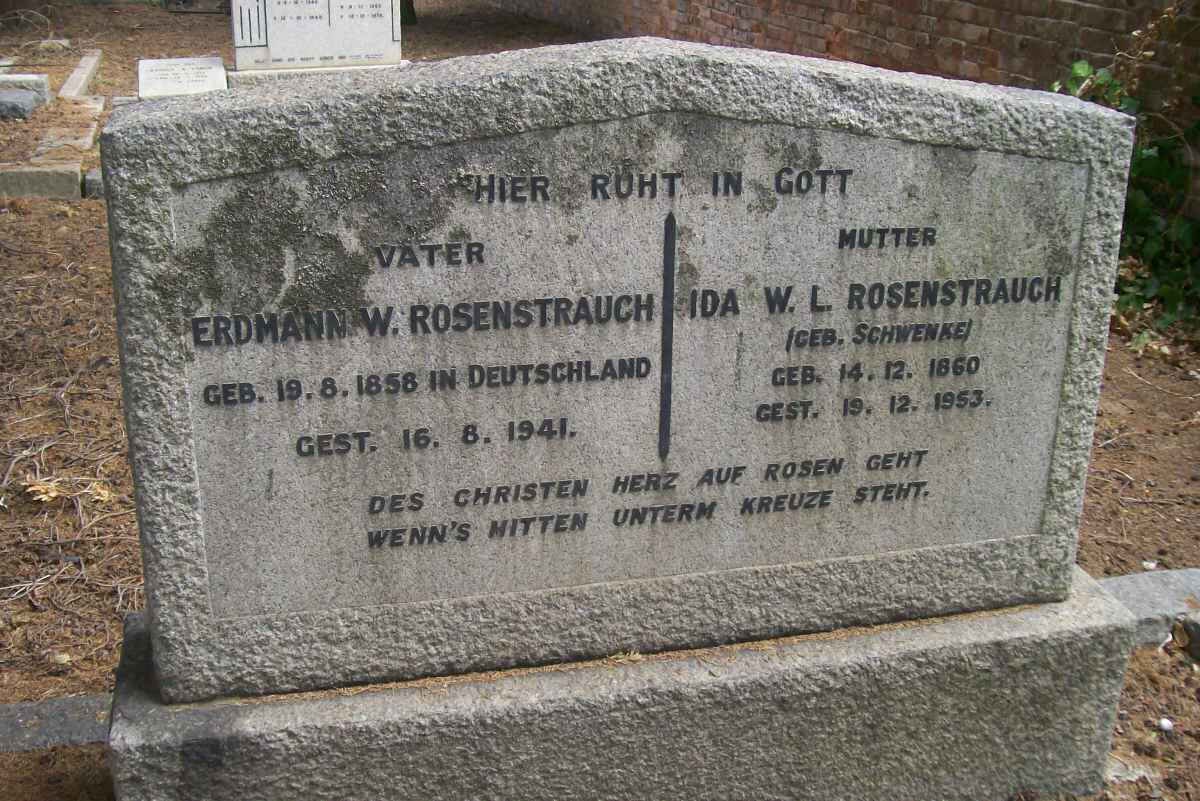 HIER RUHT IN GOTT
VATER
ERDMANN W. ROSENSTRAUCH
GEB. 19. 8. 1858 IN DEUTSCHLAND
GEST. 16. 8. 1941.
MUTTER
IDA W. L. ROSENSTRAUCH
(GEB. SCHWENKE)
GEB. 14. 12. 1860
GEST. 19. 12. 1953.
DES CHRISTEN HERZ AUF ROSEN GEHT
WENN'S MITTEN UNTERM KREUZE STEHT.